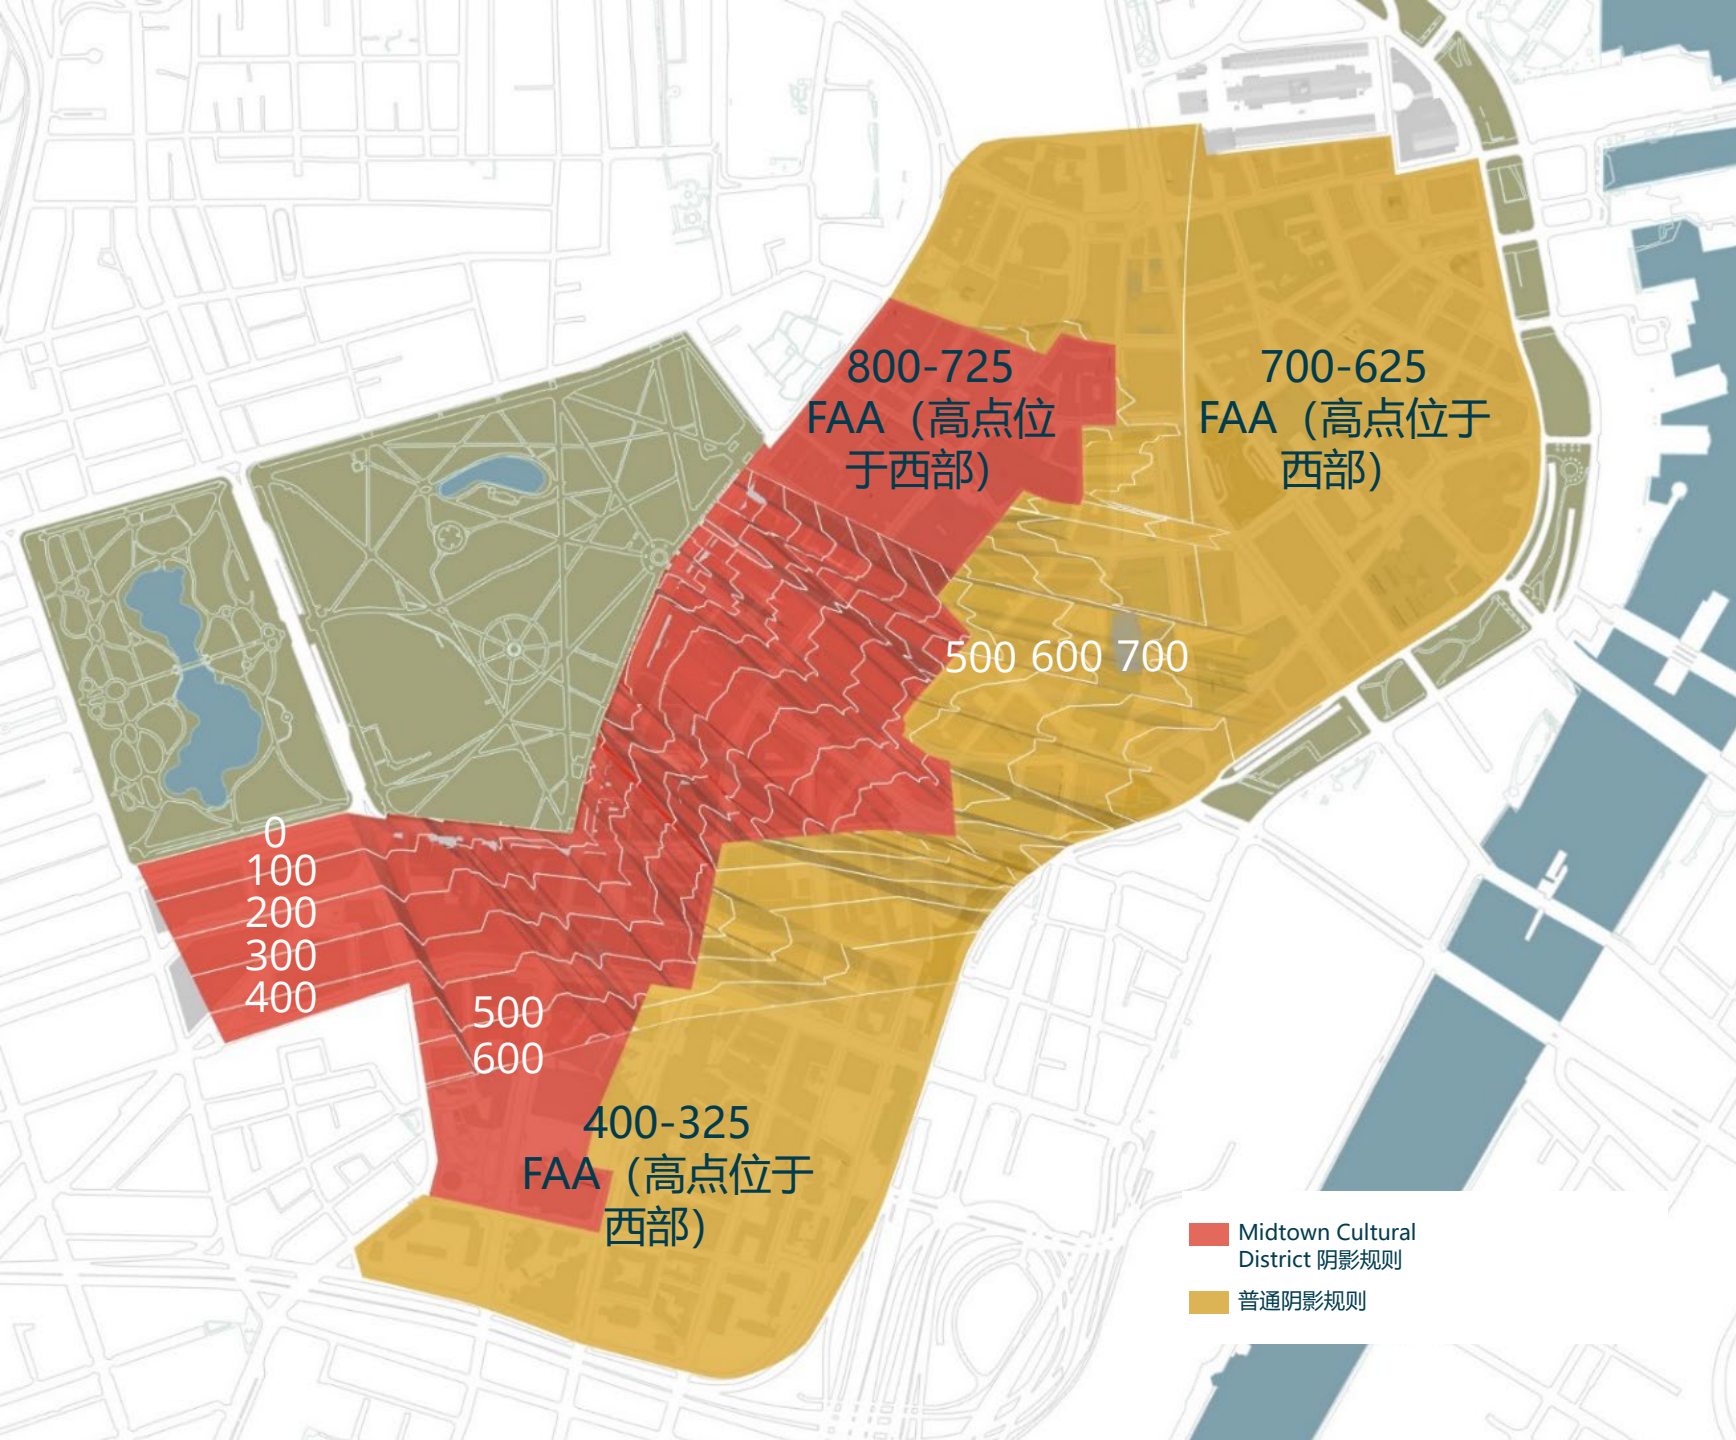 800-725
FAA（高点位
于西部）
700-625
FAA（高点位于
西部）
500 600 700
0
100
200
300
400
500
600
400-325
FAA（高点位于
西部）
Midtown Cultural
District 阴影规则
普通阴影规则